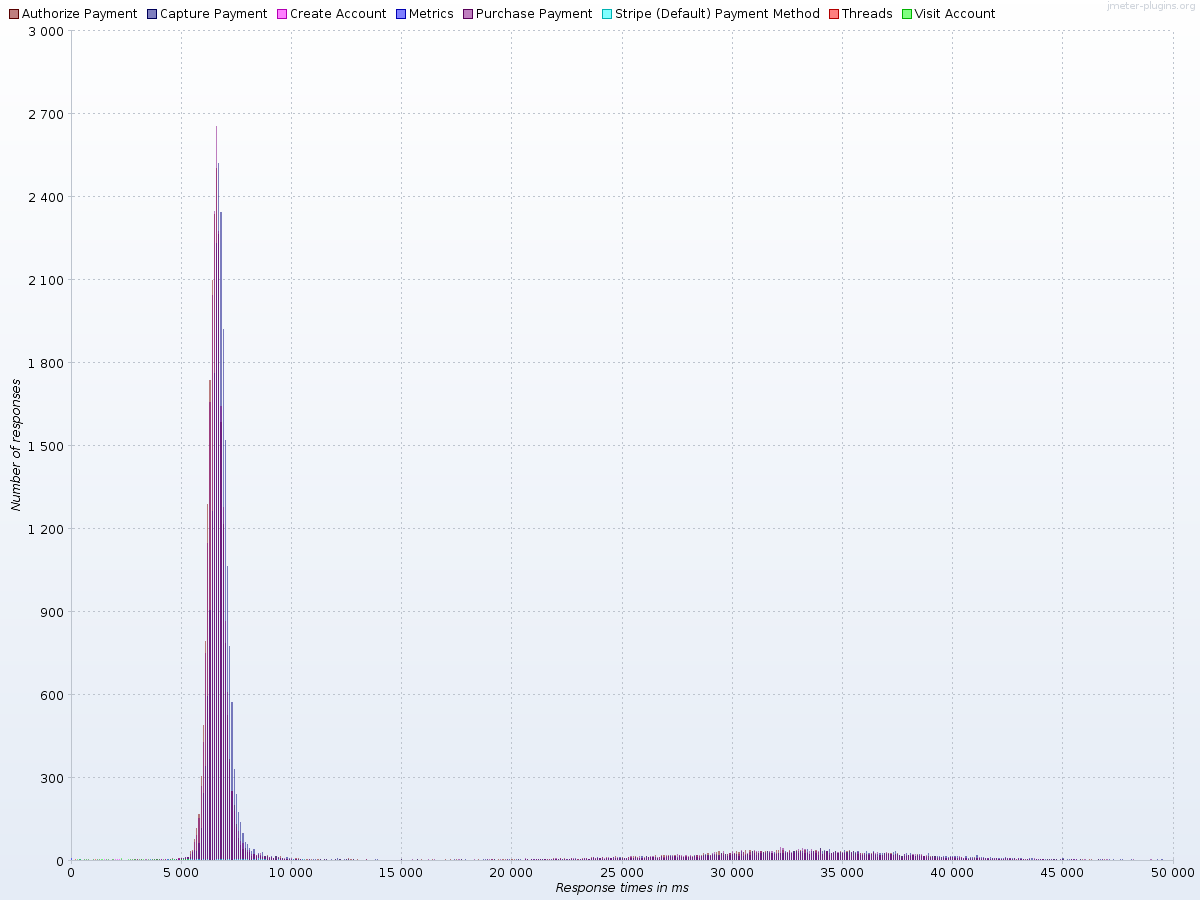 Authorize Payment Capture Payment Create Account Metrics Purchase Payment Stripe (Default) Payment Method Threads Visit Account
jmeter-plugins.org
3 000
2 700
2 400
2 100
1 800
1 500
1 200
900
600
300
0
Number of responses
0 5 000 10 000 15 000 20 000 25 000 30 000 35 000 40 000 45 000 50 000
Response times in ms